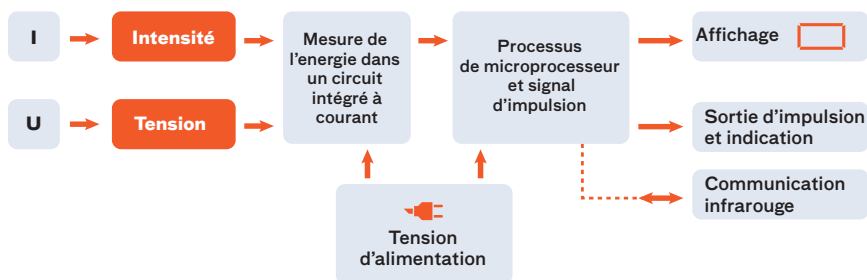 I
Intensité
Mesure de
l'energie dans
un circuit
intégré à
courant
Processus
de microprocesseur
et signal
d'impulsion
Affichage
U
Tension
Sortie d'impulsion
et indication
Communication
infrarouge
Tension
d'alimentation